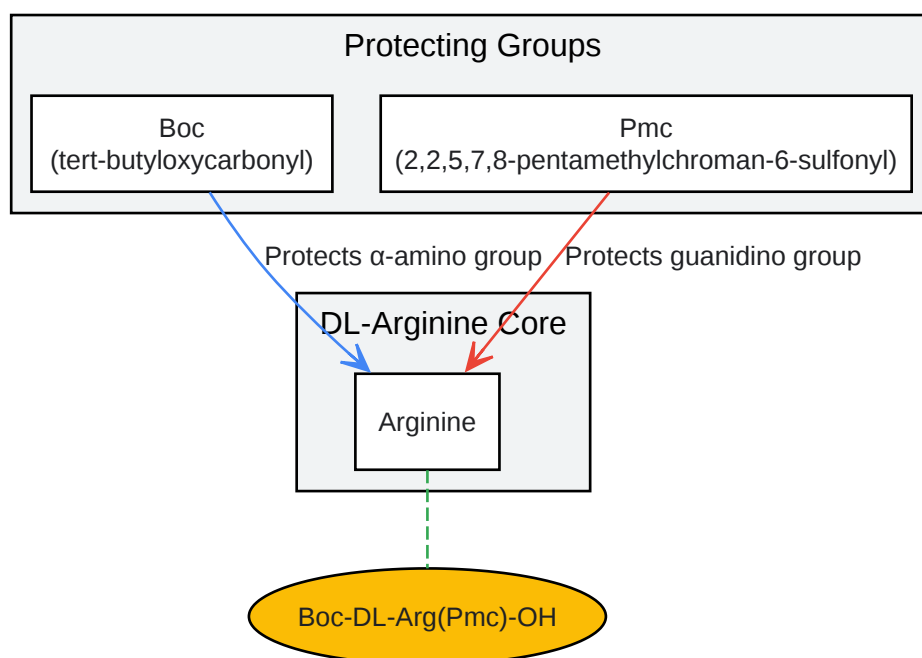 Protecting Groups
Boc
(tert-butyloxycarbonyl)
Pmc
(2,2,5,7,8-pentamethylchroman-6-sulfonyl)
Protects α-amino group
Protects guanidino group
DL-Arginine Core
Arginine
Boc-DL-Arg(Pmc)-OH